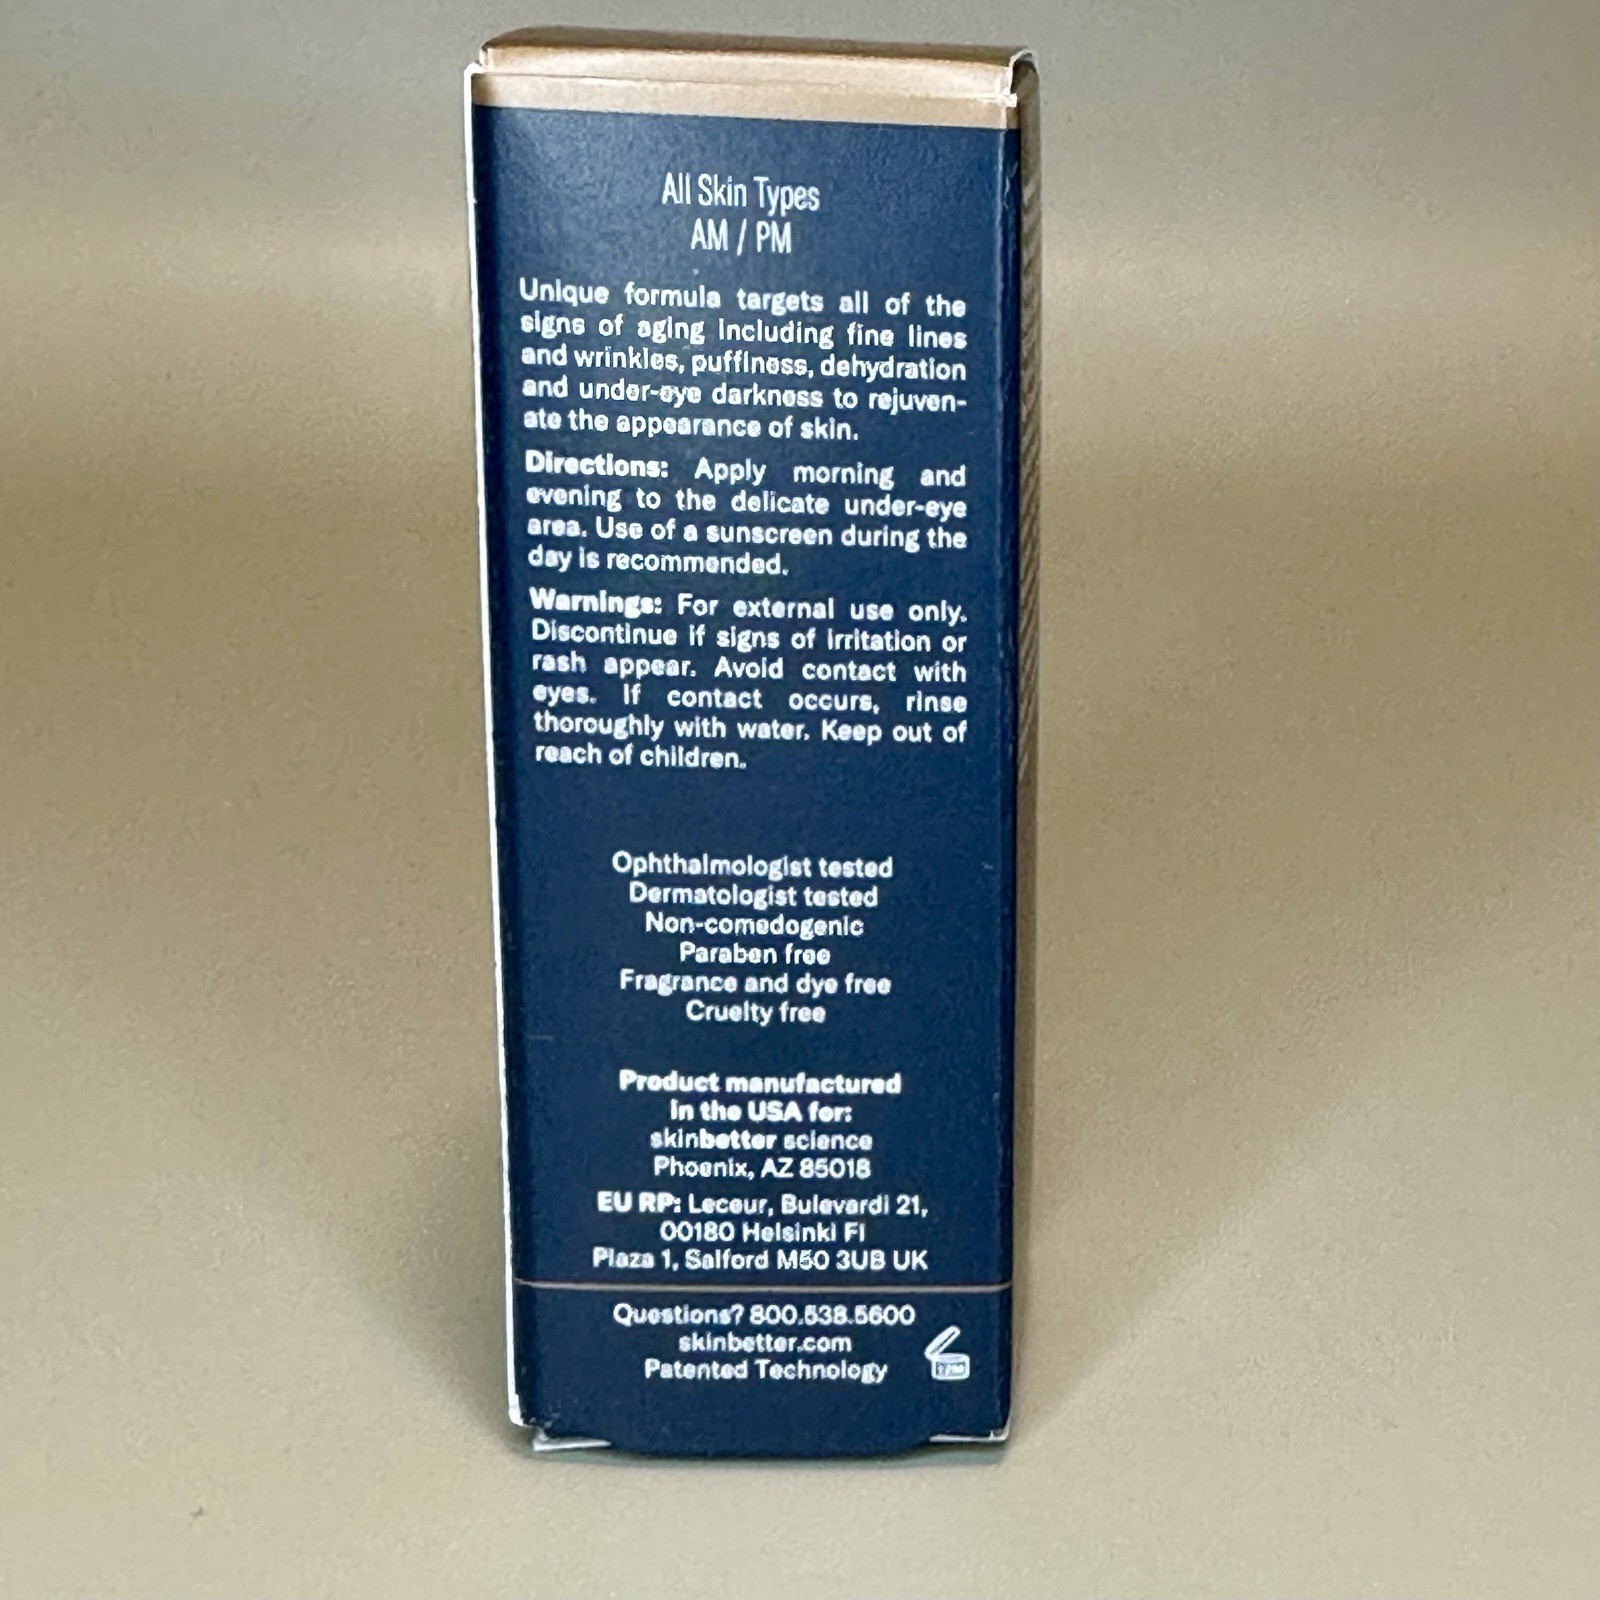 All Skin Types
AM / PM
Unique formula targets all of the
signs of aging including fine lines
and wrinkles, puffiness, dehydration
and under-eye darkness to rejuven-
ate the appearance of skin.
Directions: Apply morning and
evening to the delicate under-eye
area. Use of a sunscreen during the
day is recommended.
Warnings: For external use only.
Discontinue if signs of irritation or
rash appear. Avoid contact with
eyes. If contact occurs, rinse
thoroughly with water. Keep out of
reach of children.
Ophthalmologist tested
Dermatologist tested
Non-comedogenic
Paraben free
Fragrance and dye free
Cruelty free
Product manufactured
in the USA for:
skinbetter science
Phoenix, AZ 85018
EU RP: Leceur, Bulevardi 21,
00180 Helsinki FI
Plaza 1, Salford M50 3UB UK
Questions? 800.538.5600
skinbetter.com
Patented Technology